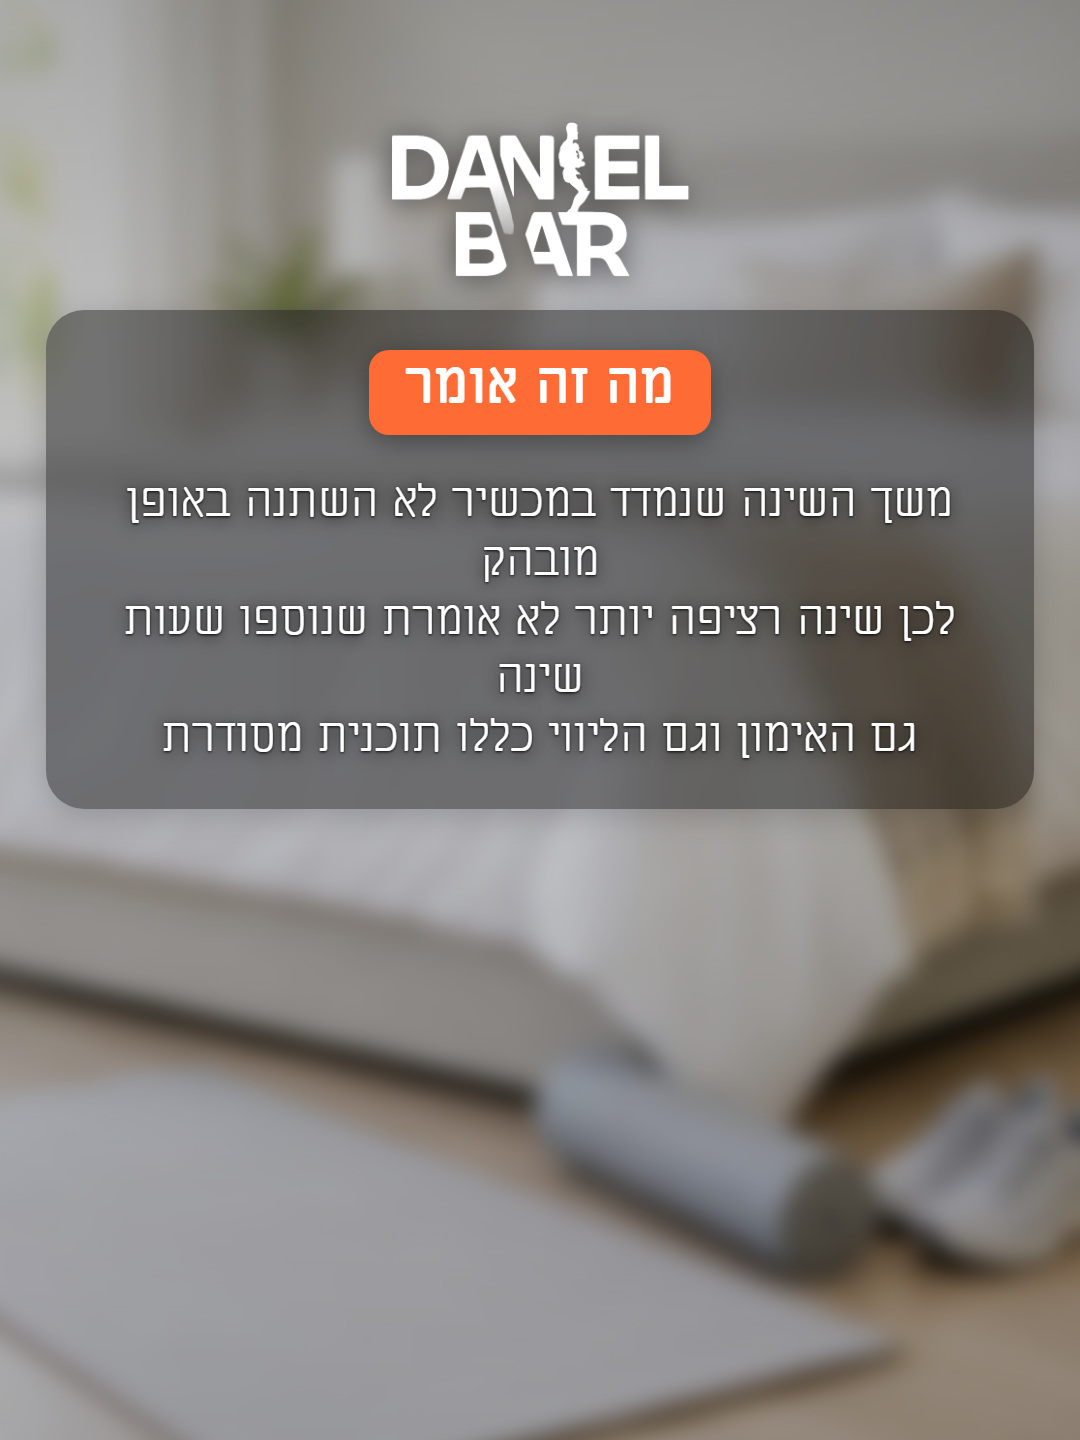 DANIEL
BAR
מה זה אומר
משך השינה שנמדד במכשיר לא השתנה באופן
מובהק
לכן שינה רציפה יותר לא אומרת שנוספו שעות
שינה
גם האימון וגם הליווי כללו תוכנית מסודרת